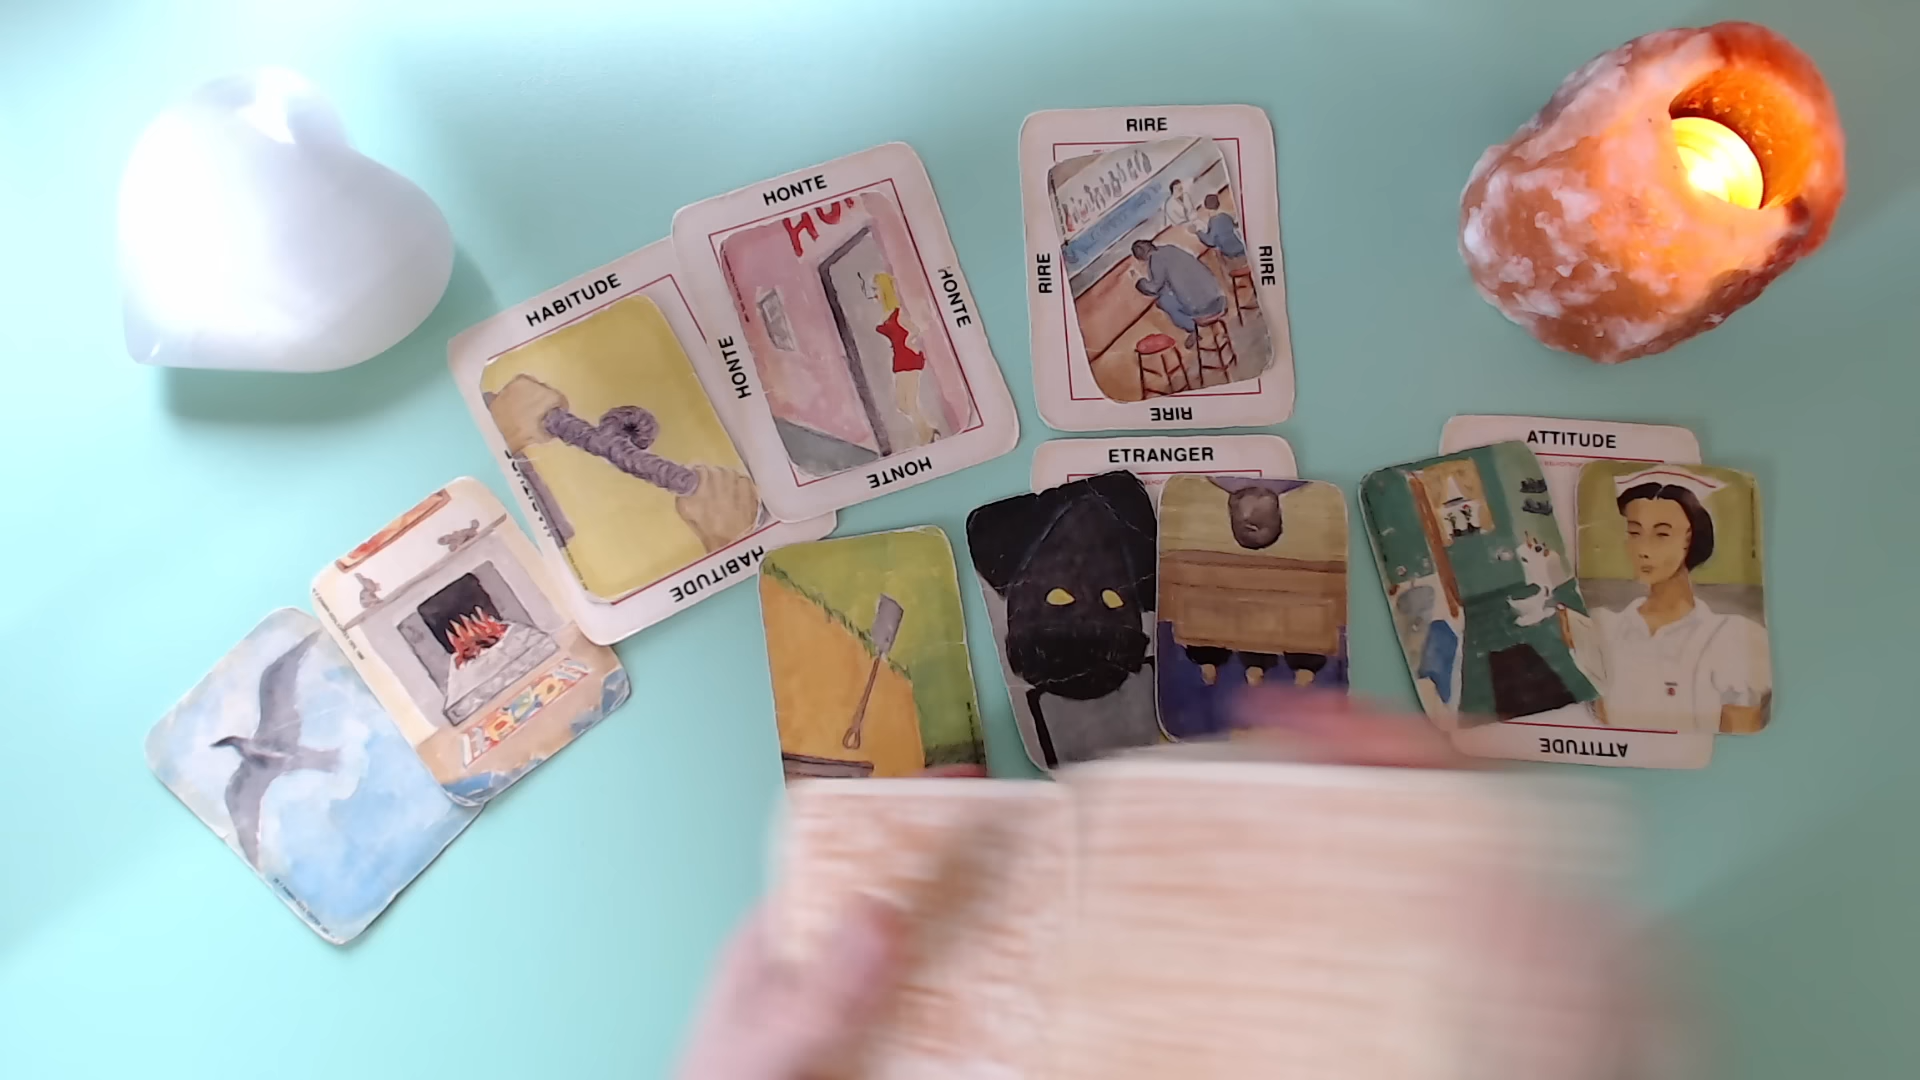 HABITUDE
HABITUDE
HONTE
HONTE
HONTE
HONTE
RIRE
RIRE
RIRE
RIRE
ETRANGER
ATTITUDE
ATTITUDE